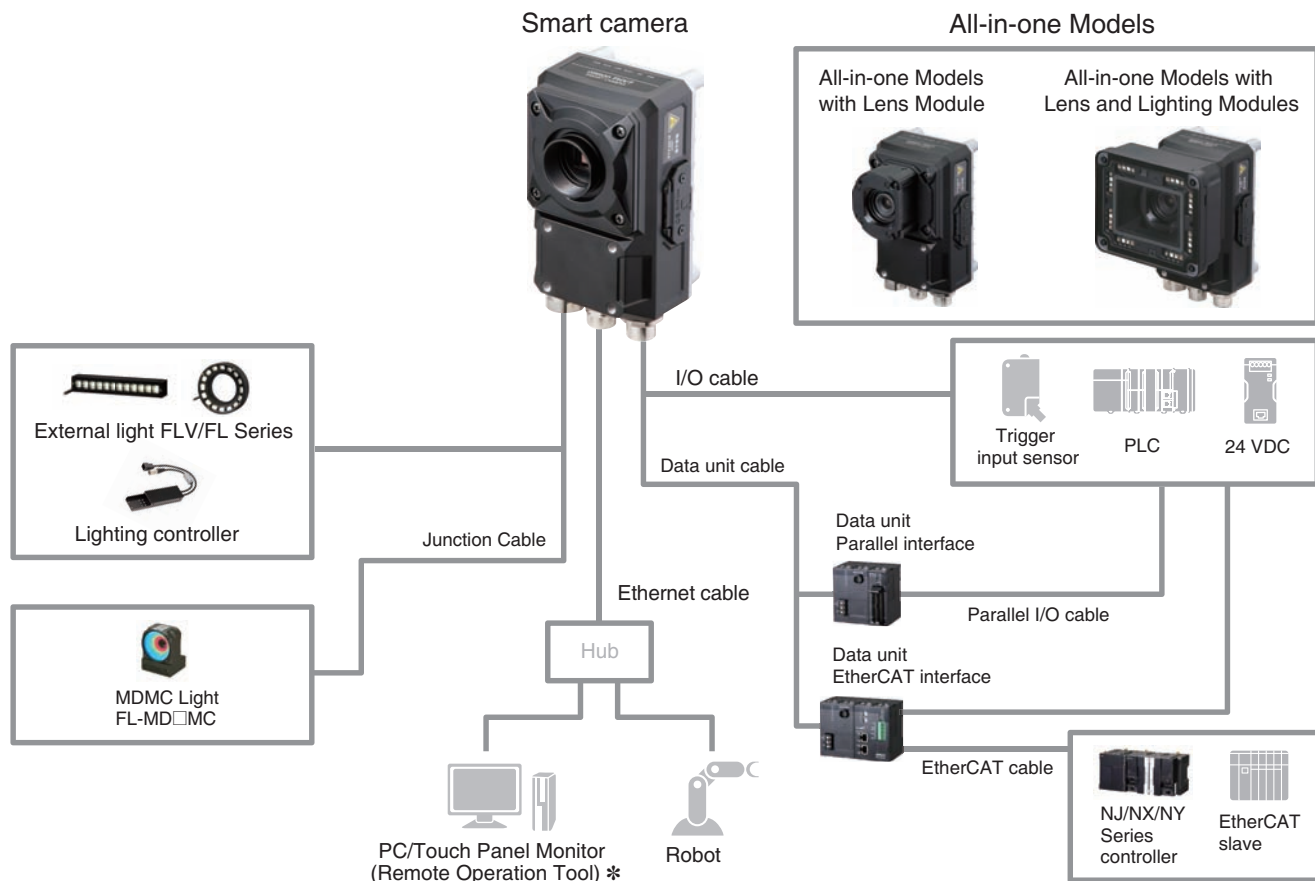 Smart camera
All-in-one Models
All-in-one Models
with Lens Module
All-in-one Models with
Lens and Lighting Modules
External light FLV/FL Series
Lighting controller
I/O cable
Data unit cable
Trigger
input sensor
PLC
24 VDC
Junction Cable
Data unit
Parallel interface
Parallel I/O cable
Ethernet cable
Hub
MDMC Light
FL-MD□MC
Data unit
EtherCAT interface
EtherCAT cable
PC/Touch Panel Monitor
(Remote Operation Tool) ✻
Robot
NJ/NX/NY
Series
controller
EtherCAT
slave